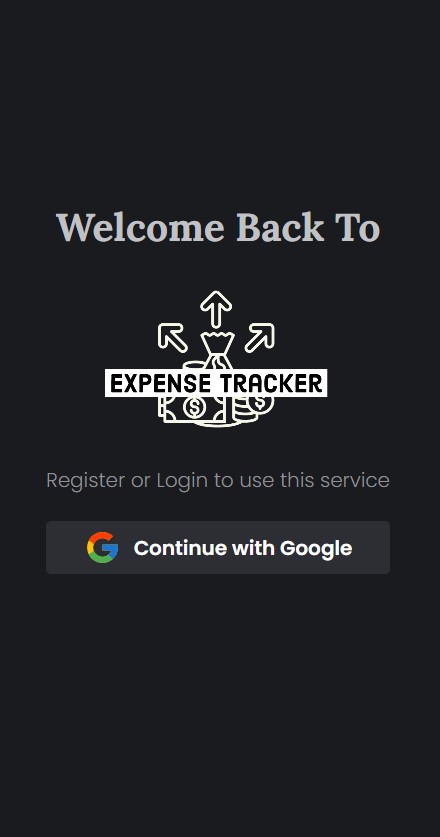 Welcome Back To
EXPENSE TRACKER
$ $
Register or Login to use this service
Continue with Google